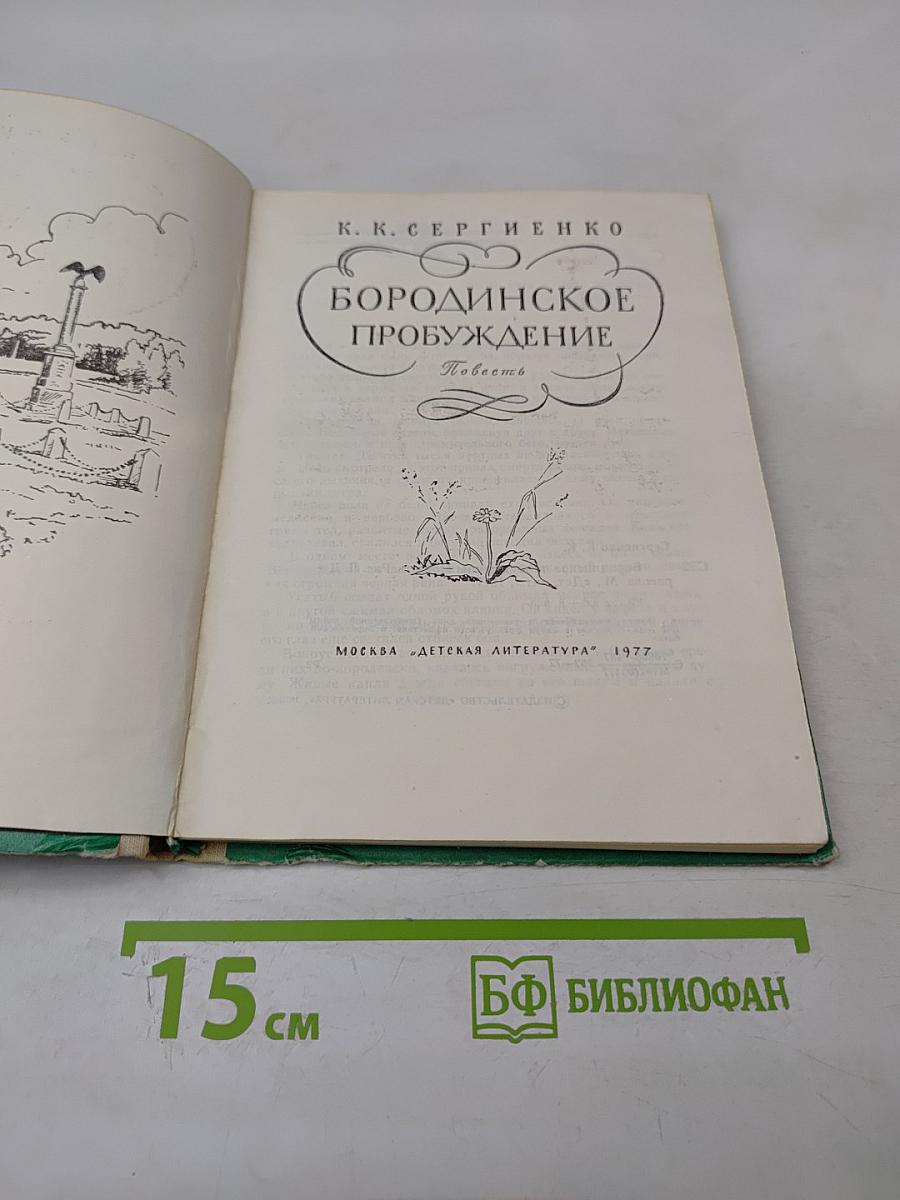 К. К. СЕРГИЕНКО
БОРОДИНСКОЕ
ПРОБУЖДЕНИЕ
Повесть
МОСКВА „ДЕТСКАЯ ЛИТЕРАТУРА" 1977
15 см
БФ БИБЛИОФАН